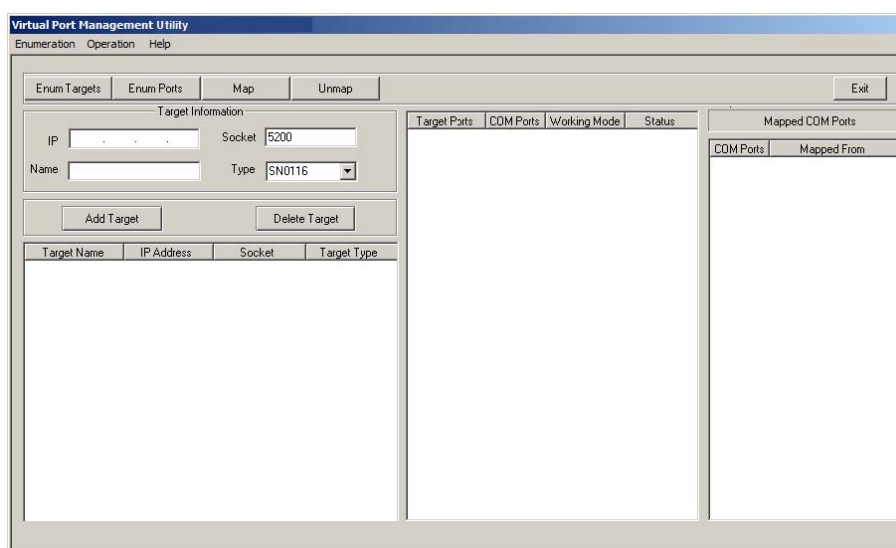 Virtual Port Management Utility
Enumeration Operation Help
Enum Targets Enum Ports Map Unmap Exit
Target Information
IP . . . Socket 5200
Name Type SN0116
Add Target Delete Target
Target Name IP Address Socket Target Type
Target Ports COM Ports Working Mode Status
Mapped COM Ports
COM Ports Mapped From